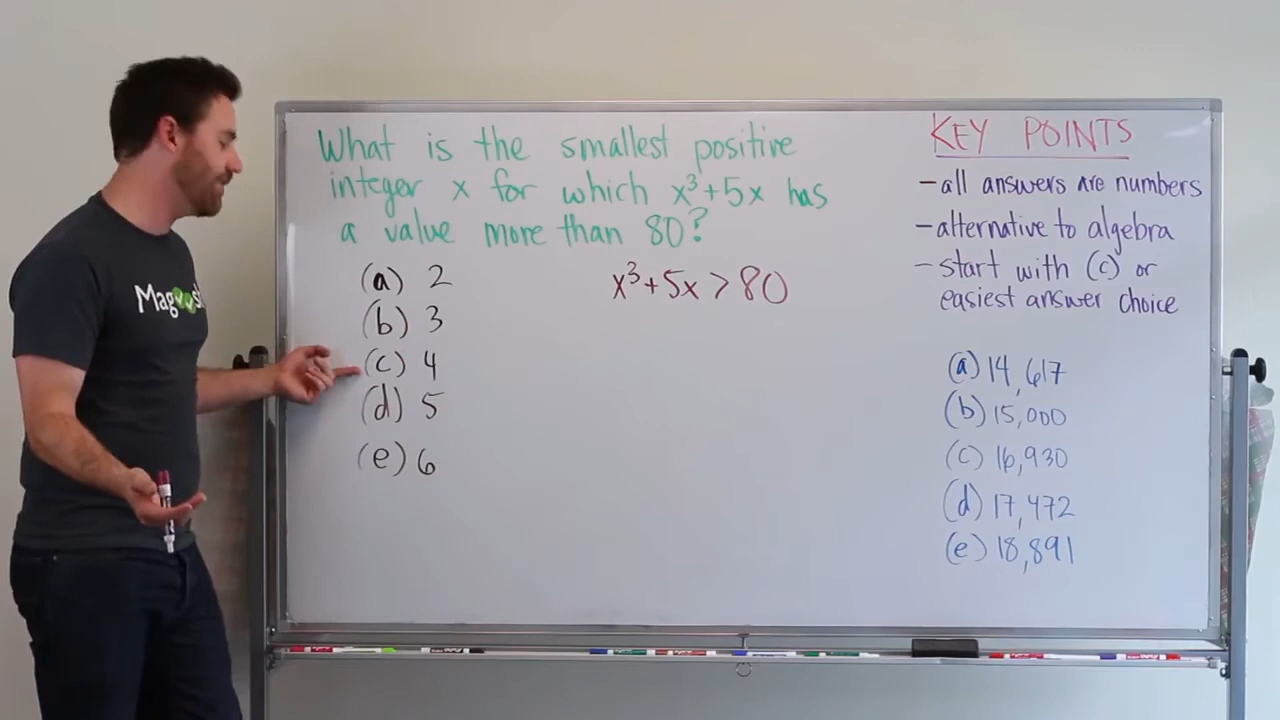 What is the smallest positive
integer x for which x³+5x has
a value more than 80?
(a) 2
(b) 3
(c) 4
(d) 5
(e) 6
x³+5x>80
KEY POINTS
- all answers are numbers
- alternative to algebra
- start with (c) or
easiest answer choice
(a) 14,617
(b) 15,000
(c) 16,930
(d) 17,472
(e) 18,891